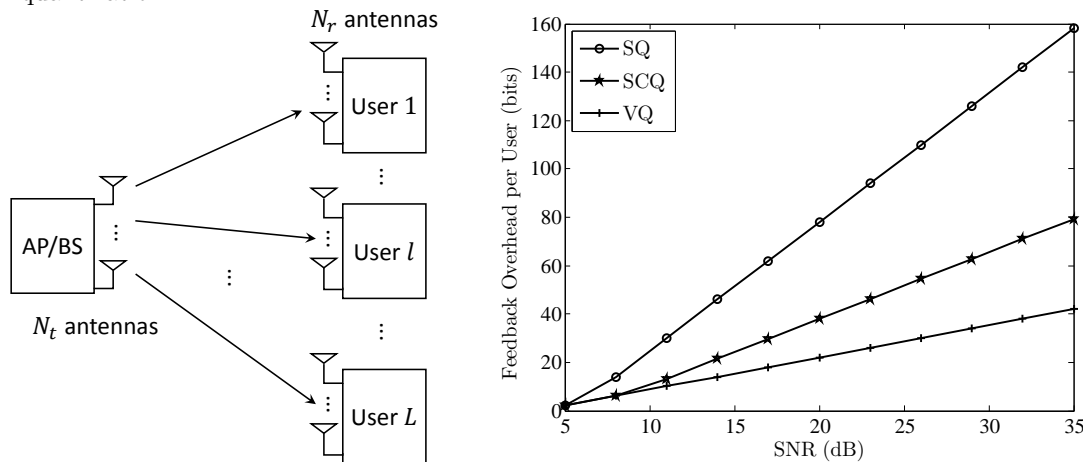 N_r antennas
User 1
AP/BS
User l
N_t antennas
User L
Feedback Overhead per User (bits)
160
140
120
100
80
60
40
20
0
SQ
SCQ
VQ
5
10
15
20
25
30
35
SNR (dB)